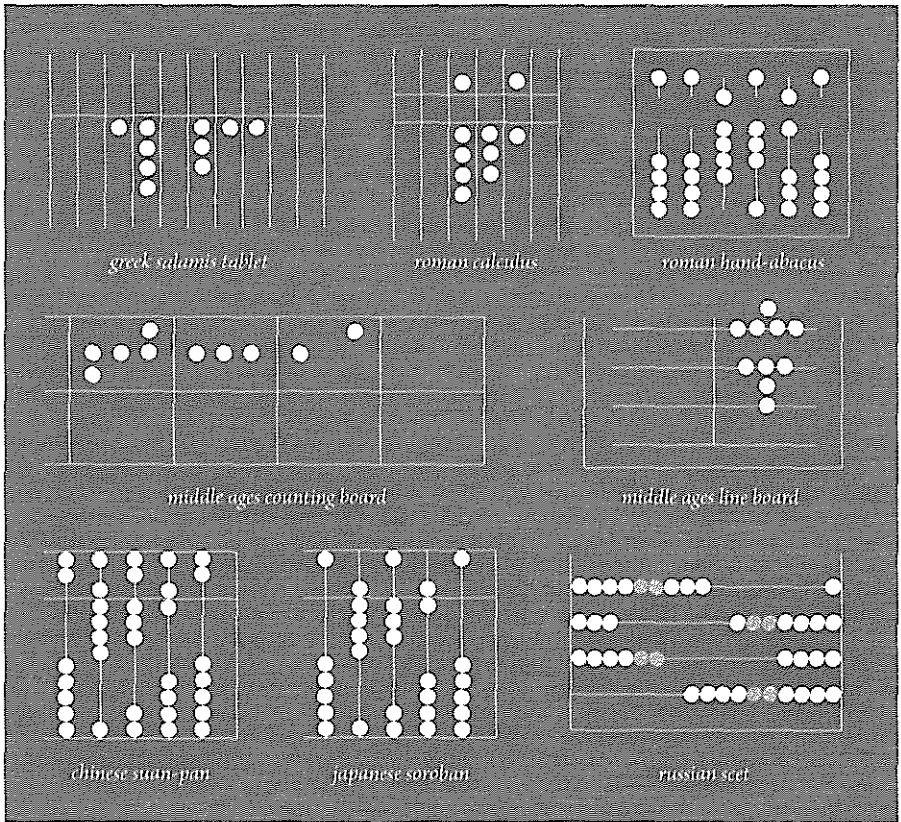 greek salamis tablet
roman calculus
roman hand-abacus
middle ages counting board
middle ages line board
chinese suan-pan
japanese soroban
russian scet